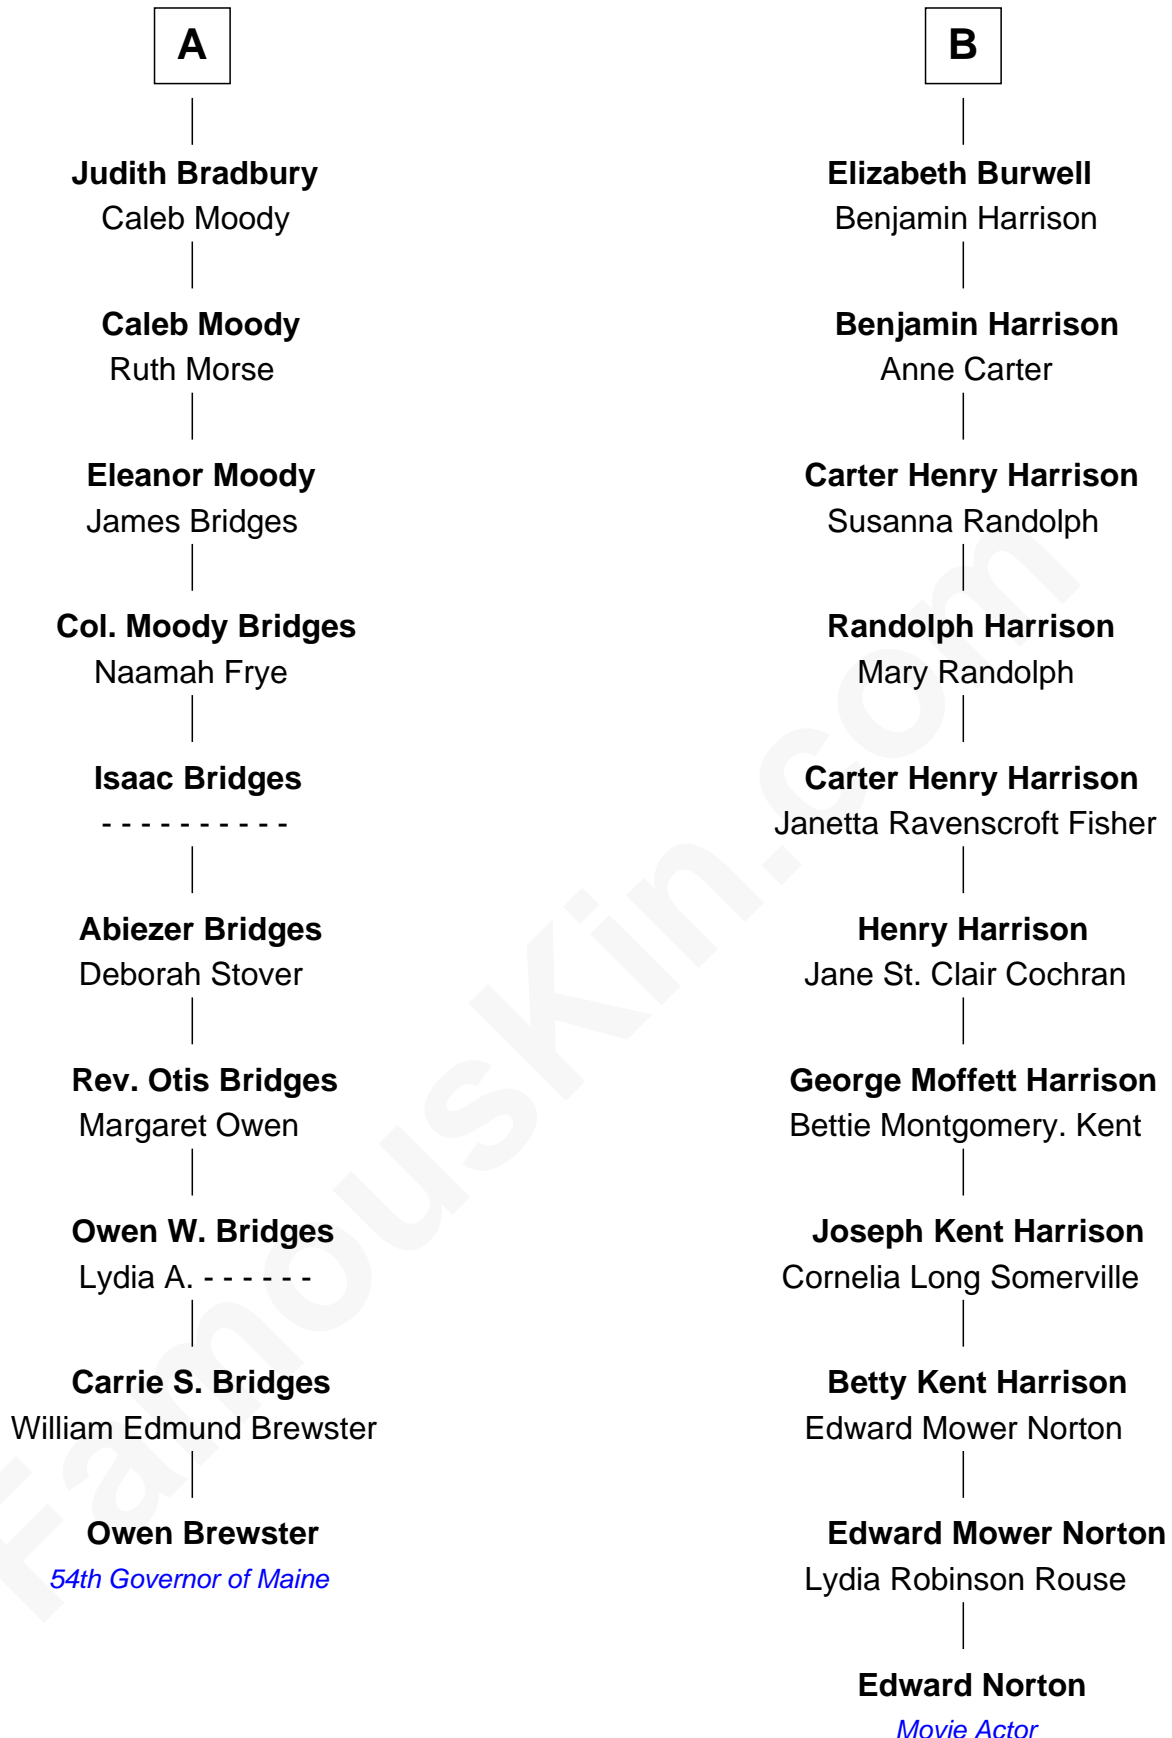 A
Judith Bradbury
Caleb Moody
Caleb Moody
Ruth Morse
Eleanor Moody
James Bridges
Col. Moody Bridges
Naamah Frye
Isaac Bridges
- - - - - - - - - -
Abiezer Bridges
Deborah Stover
Rev. Otis Bridges
Margaret Owen
Owen W. Bridges
Lydia A. - - - - - -
Carrie S. Bridges
William Edmund Brewster
Owen Brewster
54th Governor of Maine
B
Elizabeth Burwell
Benjamin Harrison
Benjamin Harrison
Anne Carter
Carter Henry Harrison
Susanna Randolph
Randolph Harrison
Mary Randolph
Carter Henry Harrison
Janetta Ravenscroft Fisher
Henry Harrison
Jane St. Clair Cochran
George Moffett Harrison
Bettie Montgomery. Kent
Joseph Kent Harrison
Cornelia Long Somerville
Betty Kent Harrison
Edward Mower Norton
Edward Mower Norton
Lydia Robinson Rouse
Edward Norton
Movie Actor
FamousKin.com